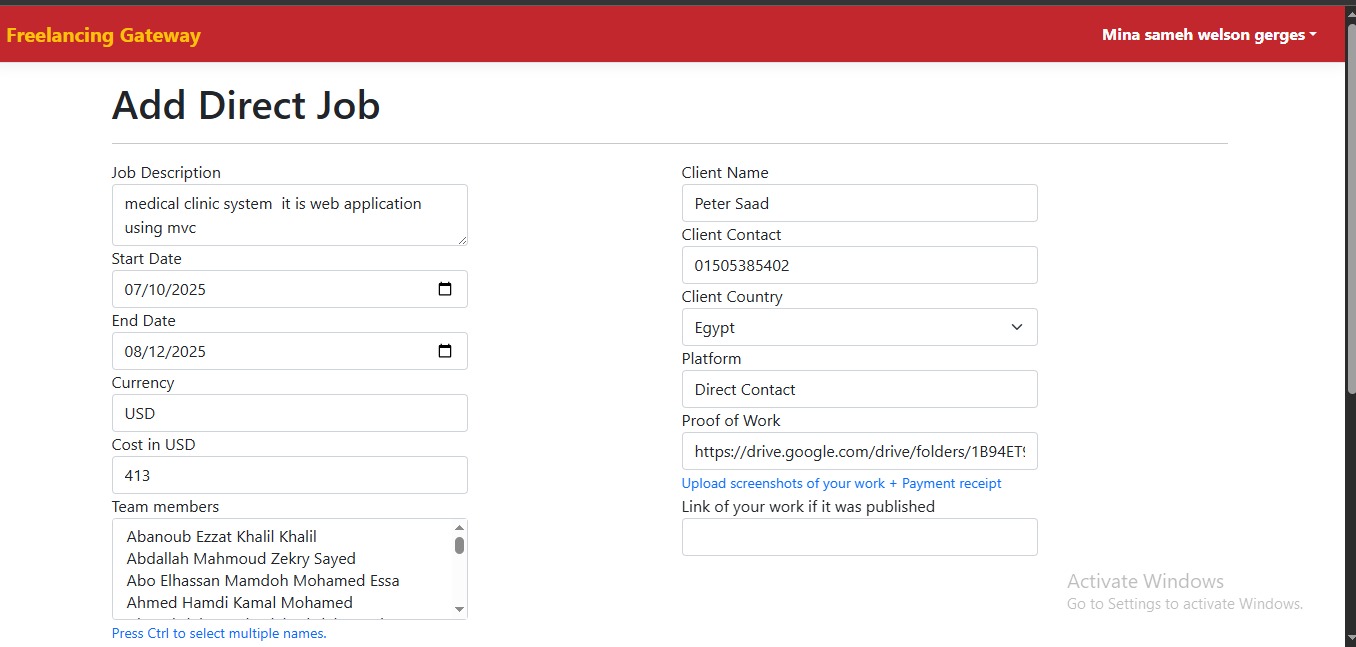 Freelancing Gateway
Mina sameh welson gerges
Add Direct Job
Job Description
medical clinic system  it is web application
using mvc
Start Date
07/10/2025
End Date
08/12/2025
Currency
USD
Cost in USD
413
Team members
Abanoub Ezzat Khalil Khalil
Abdallah Mahmoud Zekry Sayed
Abo Elhassan Mamdoh Mohamed Essa
Ahmed Hamdi Kamal Mohamed
Press Ctrl to select multiple names.
Client Name
Peter Saad
Client Contact
01505385402
Client Country
Egypt
Platform
Direct Contact
Proof of Work
https://drive.google.com/drive/folders/1B94ET9
Upload screenshots of your work + Payment receipt
Link of your work if it was published
Activate Windows
Go to Settings to activate Windows.